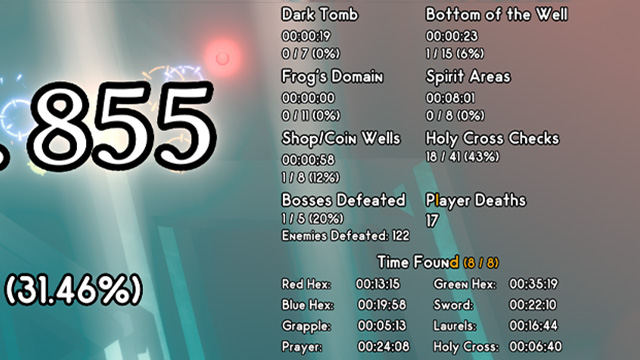 .855
(31.46%)
Dark Tomb
00:00:19
0 / 7 (0%)
Bottom of the Well
00:00:23
1 / 15 (6%)
Frog's Domain
00:00:00
0 / 11 (0%)
Spirit Areas
00:08:01
0 / 8 (0%)
Shop/Coin Wells
00:00:58
1 / 8 (12%)
Holy Cross Checks
18 / 41 (43%)
Bosses Defeated
1 / 5 (20%)
Enemies Defeated: 122
Player Deaths
17
Time Found (8 / 8)
Red Hex: 00:13:15
Green Hex: 00:35:19
Blue Hex: 00:19:58
Sword: 00:22:10
Grapple: 00:05:13
Laurels: 00:16:44
Prayer: 00:24:08
Holy Cross: 00:06:40